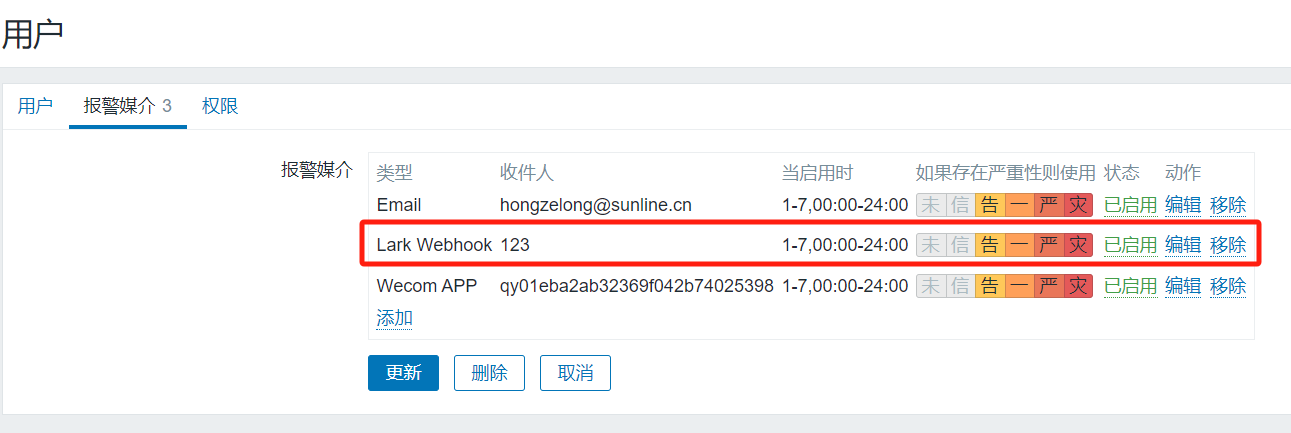 用户
用户 报警媒介 3 权限
报警媒介 类型 收件人 当启用时 如果存在严重性则使用 状态 动作
Email hongzelong@sunline.cn 1-7,00:00-24:00 未 信 告 一 严 灾 已启用 编辑 移除
Lark Webhook 123 1-7,00:00-24:00 未 信 告 一 严 灾 已启用 编辑 移除
Wecom APP qy01eba2ab32369f042b74025398 1-7,00:00-24:00 未 信 告 一 严 灾 已启用 编辑 移除
添加
更新 删除 取消